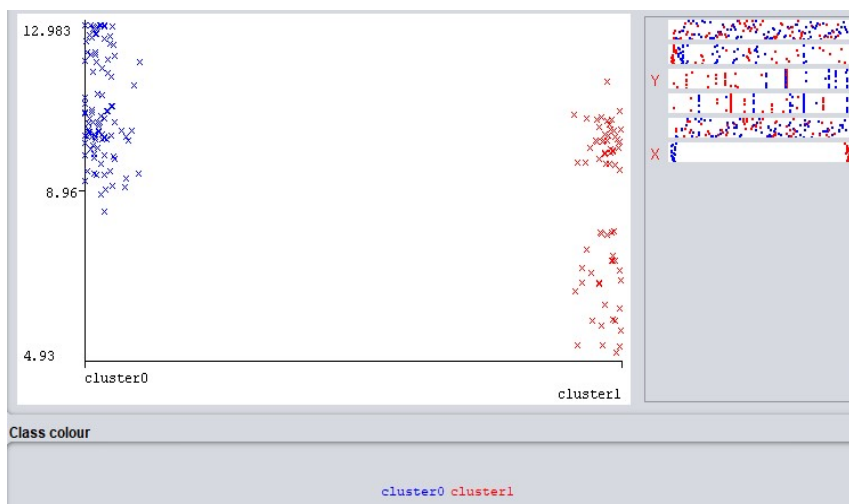 12.983
8.96
4.93
cluster0
cluster1
Y
X
Class colour
cluster0 cluster1